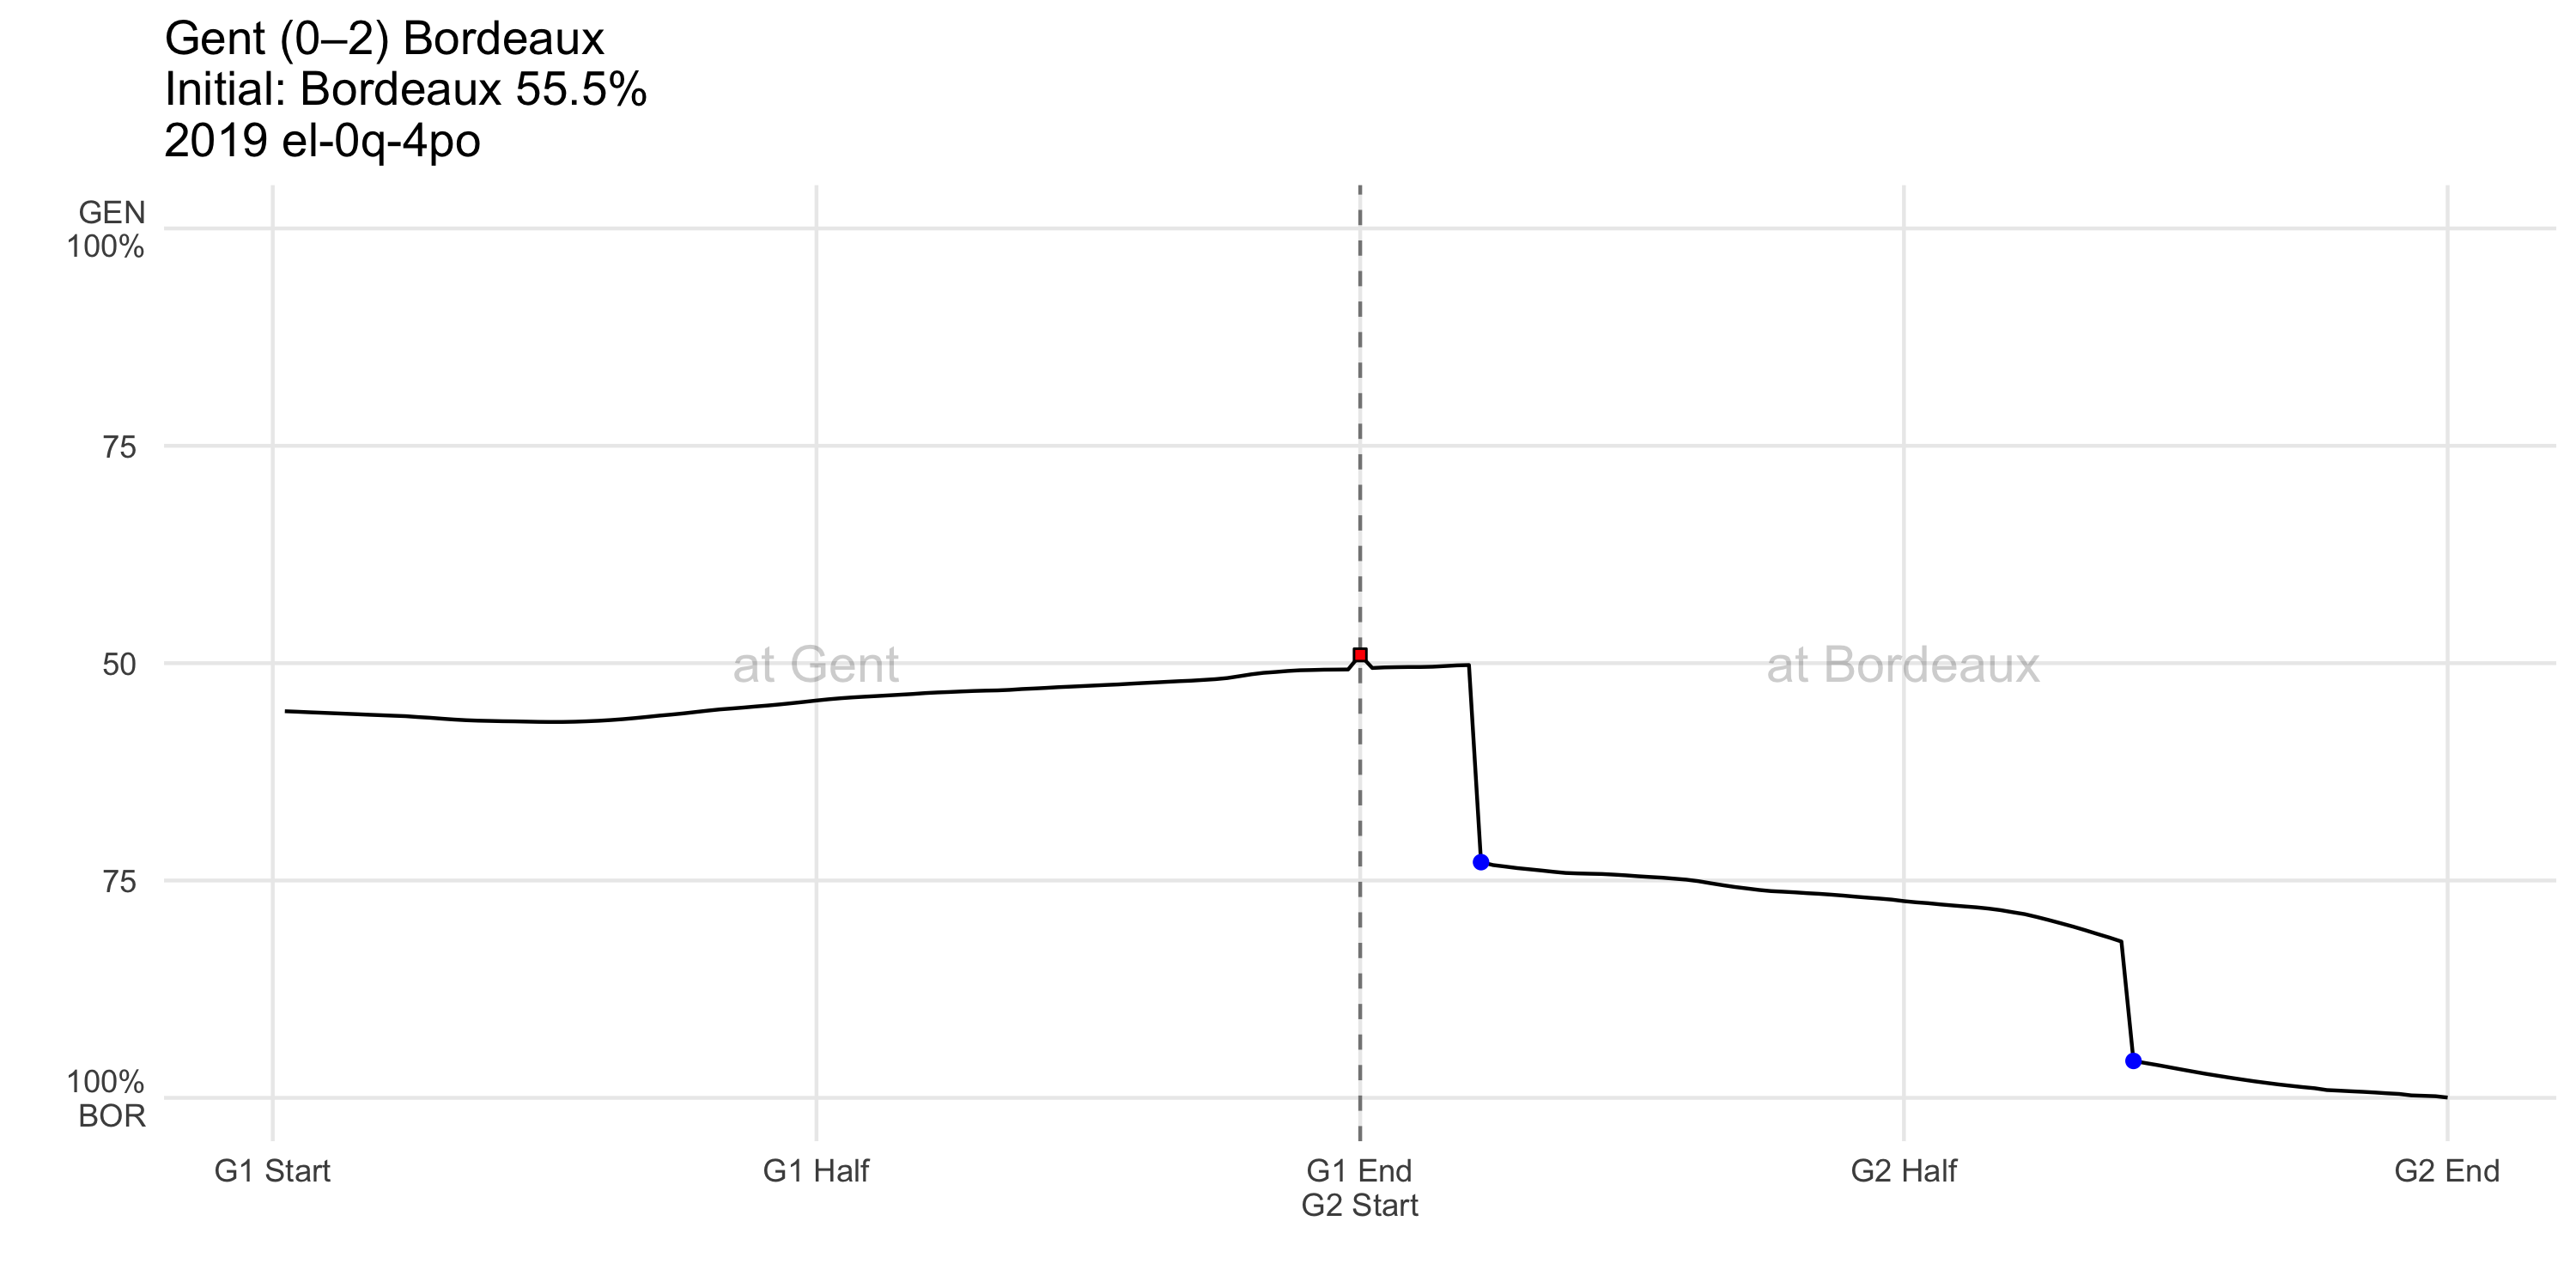 Gent (0–2) Bordeaux
Initial: Bordeaux 55.5%
2019 el-0q-4po
GEN
100%
75
50
75
100%
BOR
at Gent
at Bordeaux
G1 Start
G1 Half
G1 End
G2 Start
G2 Half
G2 End